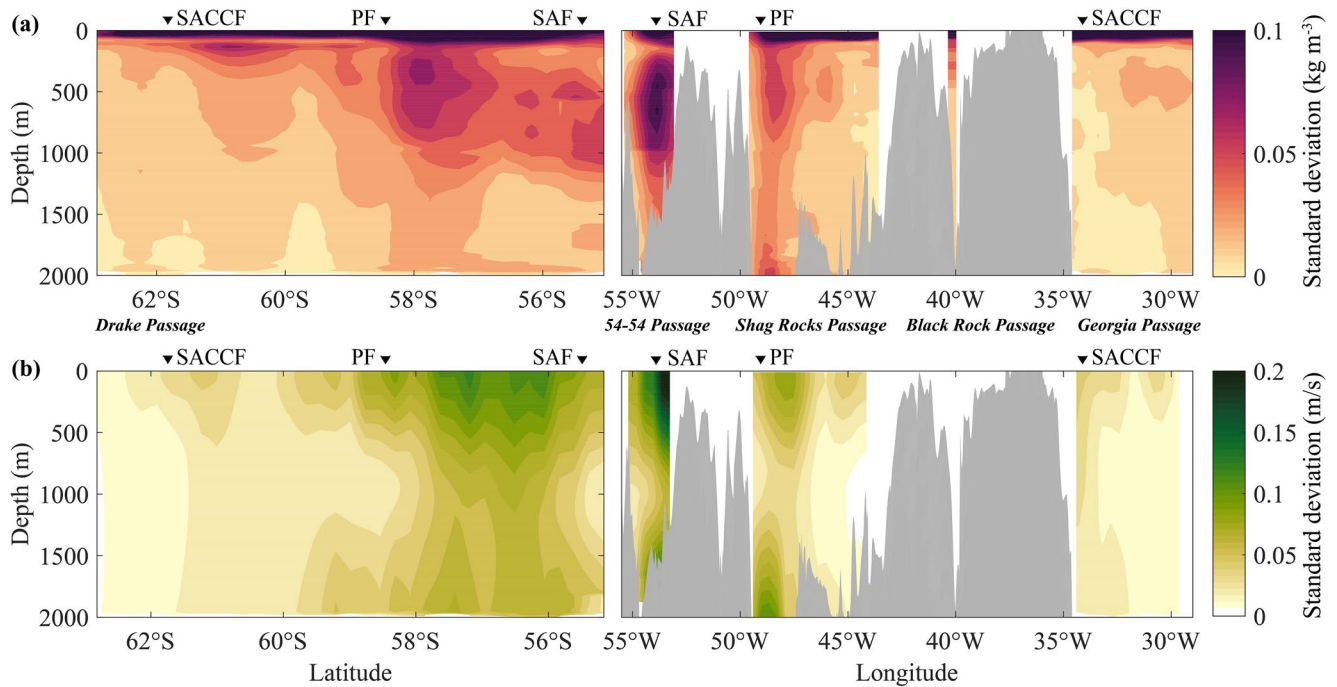 (a)
▼ SACCF PF ▼ SAF ▼ ▼ SAF ▼ PF ▼ SACCF
Depth (m)
0
500
1000
1500
2000
62°S 60°S 58°S 56°S 55°W 50°W 45°W 40°W 35°W 30°W
Standard deviation (kg m⁻³)
0.1
0.05
0
Drake Passage 54-54 Passage Shag Rocks Passage Black Rock Passage Georgia Passage
(b)
▼ SACCF PF ▼ SAF ▼ ▼ SAF ▼ PF ▼ SACCF
Depth (m)
0
500
1000
1500
2000
62°S 60°S 58°S 56°S 55°W 50°W 45°W 40°W 35°W 30°W
Latitude Longitude
Standard deviation (m/s)
0.2
0.15
0.1
0.05
0